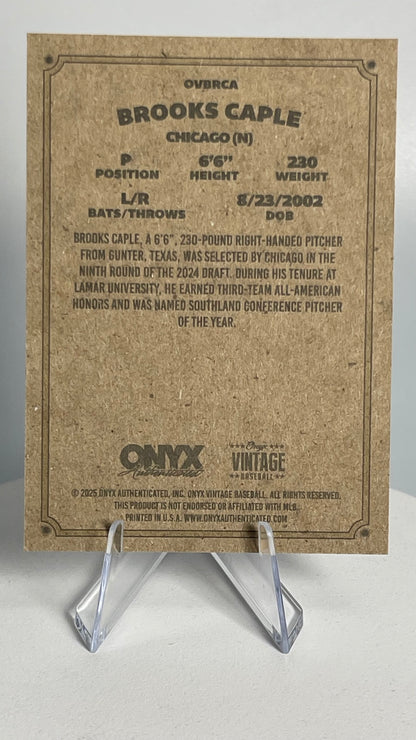 OVBRCA
BROOKS CAPLE
CHICAGO (N)
P 6'6" 230
POSITION HEIGHT WEIGHT
L/R 8/23/2002
BATS/THROWS DOB
BROOKS CAPLE, A 6'6", 230-POUND RIGHT-HANDED PITCHER
FROM GUNTER, TEXAS, WAS SELECTED BY CHICAGO IN THE
NINTH ROUND OF THE 2024 DRAFT. DURING HIS TENURE AT
LAMAR UNIVERSITY, HE EARNED THIRD-TEAM ALL-AMERICAN
HONORS AND WAS NAMED SOUTHLAND CONFERENCE PITCHER
OF THE YEAR.
ONYX
Authenticated
Onyx
VINTAGE
BASEBALL
© 2025 ONYX AUTHENTICATED, INC. ONYX VINTAGE BASEBALL. ALL RIGHTS RESERVED.
THIS PRODUCT IS NOT ENDORSED OR AFFILIATED WITH MLB.
PRINTED IN U.S.A. WWW.ONYXAUTHENTICATED.COM